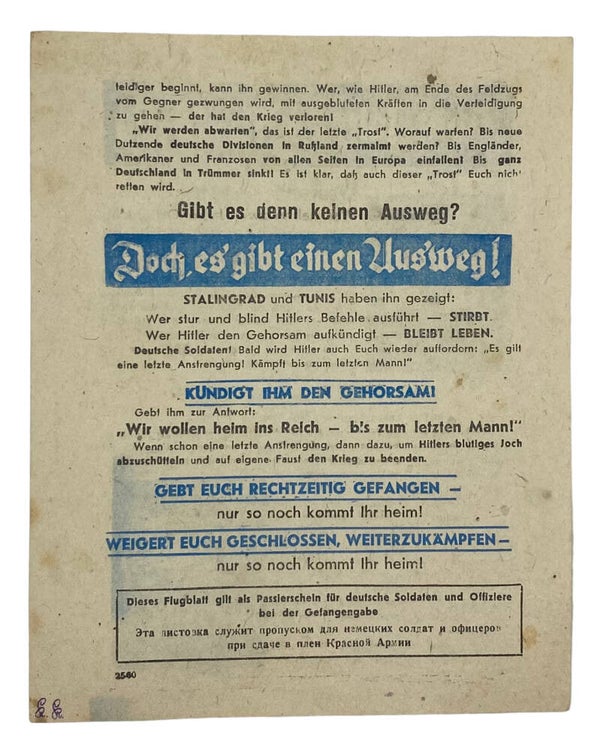 teidiger beginnt, kann ihn gewinnen. Wer, wie Hitler, am Ende des Feldzugs
vom Gegner gezwungen wird, mit ausgebluteten Kräften in die Verteidigung
zu gehen — der hat den Krieg verloren!
„Wir werden abwarten", das ist der letzte „Trost". Worauf warten? Bis neue
Dutzende deutsche Divisionen in Rußland zermalmt werden? Bis Engländer,
Amerikaner und Franzosen von allen Seiten in Europa einfallen? Bis ganz
Deutschland in Trümmer sinkt? Es ist klar, daß auch dieser „Trost" Euch nich'
retten wird.
Gibt es denn keinen Ausweg?
Doch, es gibt einen Ausweg!
STALINGRAD und TUNIS haben ihn gezeigt:
Wer stur und blind Hitlers Befehle ausführt — STIRBT.
Wer Hitler den Gehorsam aufkündigt — BLEIBT LEBEN.
Deutsche Soldaten! Bald wird Hitler auch Euch wieder auffordern: „Es gilt
eine letzte Anstrengung! Kämpft bis zum letzten Mann!"
KÜNDIGT IHM DEN GEHORSAM!
Gebt ihm zur Antwort:
„Wir wollen heim ins Reich — bis zum letzten Mann!"
Wenn schon eine letzte Anstrengung, dann dazu, um Hitlers blutiges Joch
abzuschütteln und auf eigene Faust den Krieg zu beenden.
GEBT EUCH RECHTZEITIG GEFANGEN —
nur so noch kommt Ihr heim!
WEIGERT EUCH GESCHLOSSEN, WEITERZUKÄMPFEN —
nur so noch kommt Ihr heim!
Dieses Flugblatt gilt als Passierschein für deutsche Soldaten und Offiziere
bei der Gefangengabe
Эта листовка служит пропуском для немецких солдат и офицеров
при сдаче в плен Красной Армии
2560